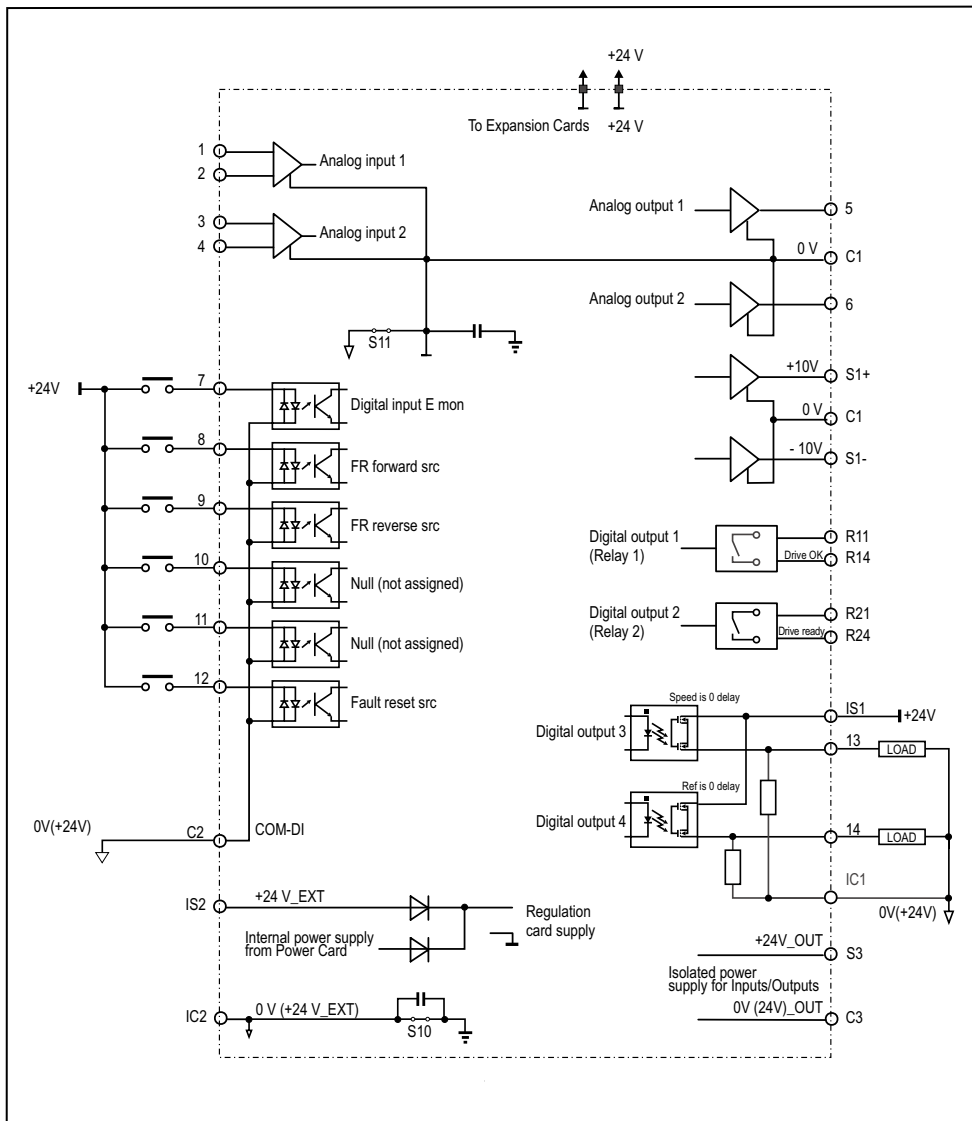 +24 V
To Expansion Cards
+24 V
1
2
Analog input 1
3
4
Analog input 2
S11
Analog output 1
5
0 V
C1
Analog output 2
6
+10V
S1+
0 V
C1
- 10V
S1-
+24V
7
Digital input E mon
8
FR forward src
9
FR reverse src
10
Null (not assigned)
11
Null (not assigned)
12
Fault reset src
Digital output 1
(Relay 1)
R11
Drive OK
R14
Digital output 2
(Relay 2)
R21
Drive ready
R24
Speed is 0 delay
Digital output 3
IS1
+24V
13
LOAD
Ref is 0 delay
Digital output 4
14
LOAD
IC1
0V(+24V)
0V(+24V)
C2
COM-DI
IS2
+24 V_EXT
Internal power supply
from Power Card
Regulation
card supply
+24V_OUT
S3
Isolated power
supply for Inputs/Outputs
0V (24V)_OUT
C3
IC2
0 V (+24 V_EXT)
S10